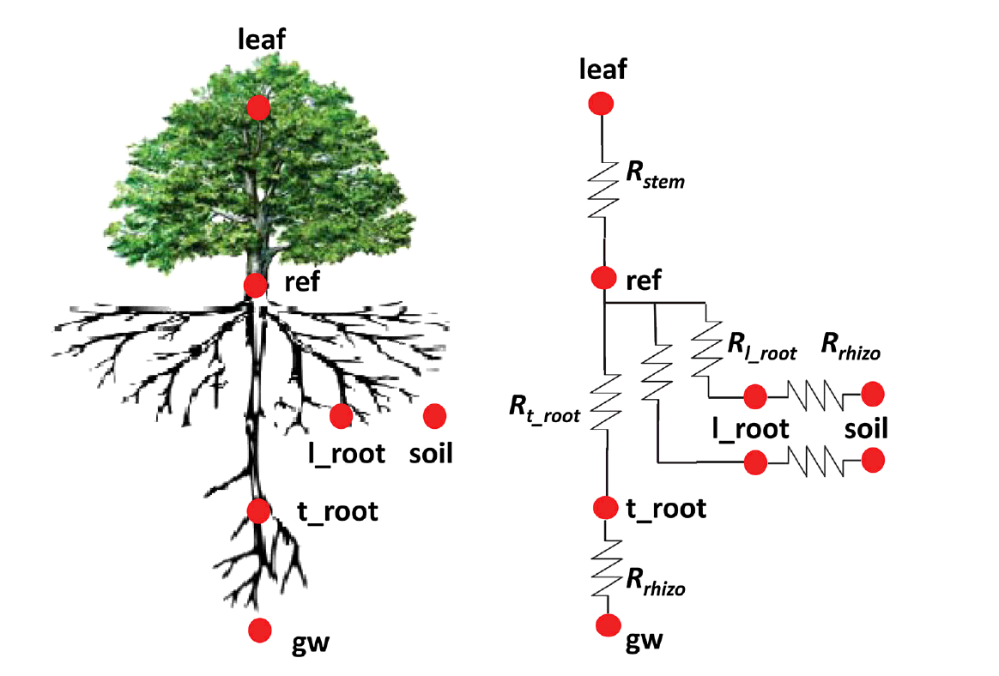 leaf
ref
l_root
soil
t_root
gw
leaf
R_stem
ref
R_l_root
R_rhizo
R_t_root
l_root
soil
t_root
R_rhizo
gw